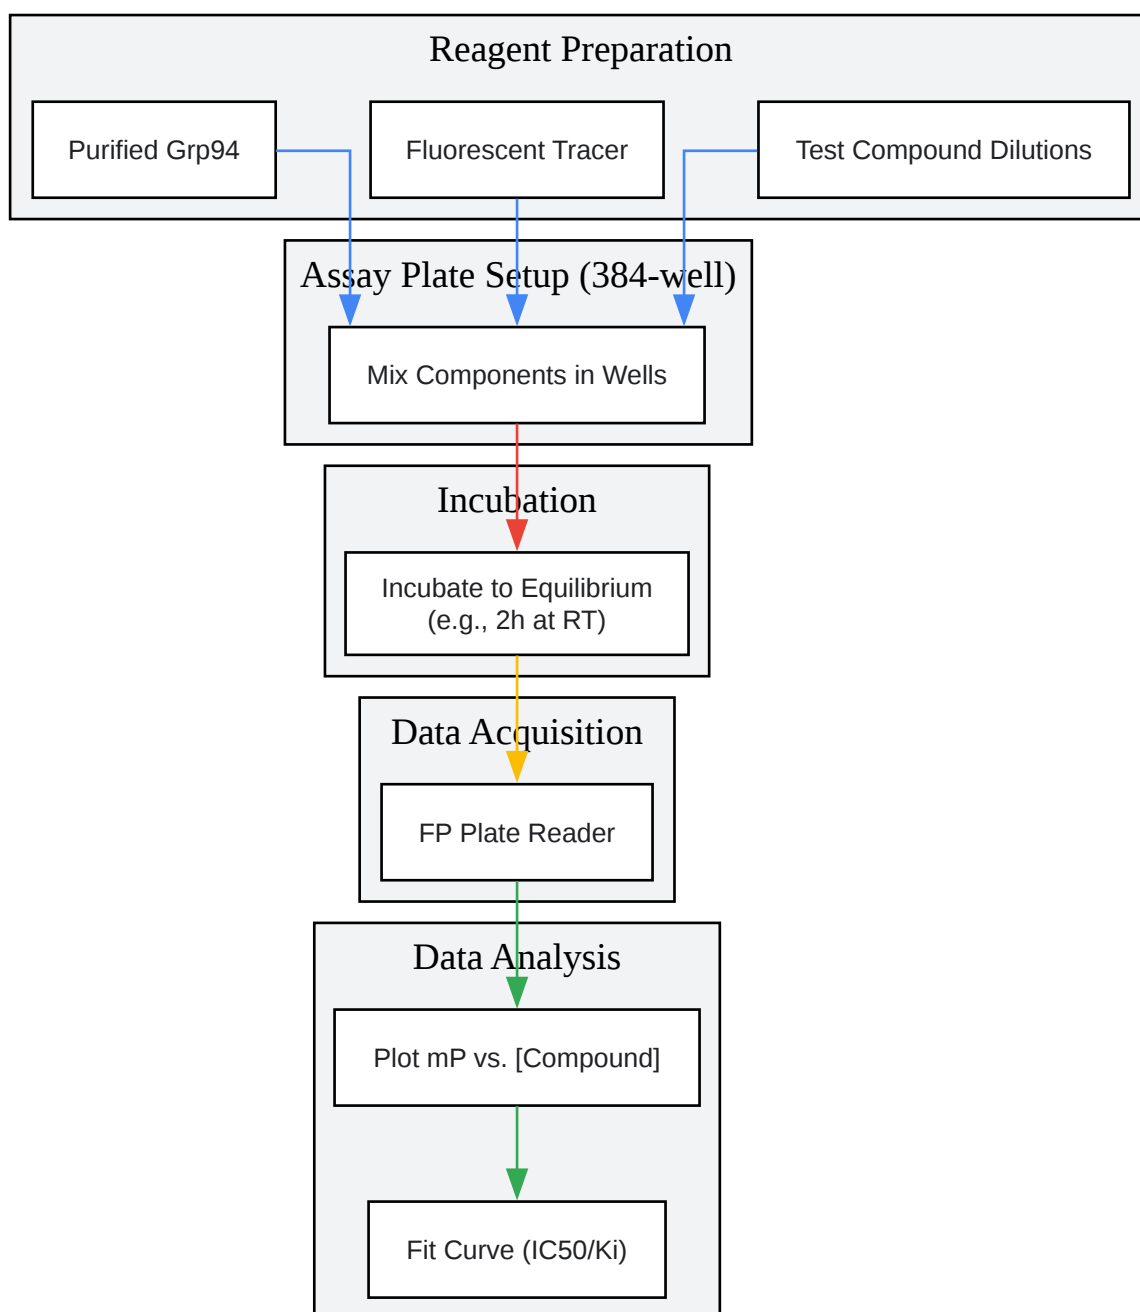 Reagent Preparation
Purified Grp94
Fluorescent Tracer
Test Compound Dilutions
Assay Plate Setup (384-well)
Mix Components in Wells
Incubation
Incubate to Equilibrium
(e.g., 2h at RT)
Data Acquisition
FP Plate Reader
Data Analysis
Plot mP vs. [Compound]
Fit Curve (IC50/Ki)